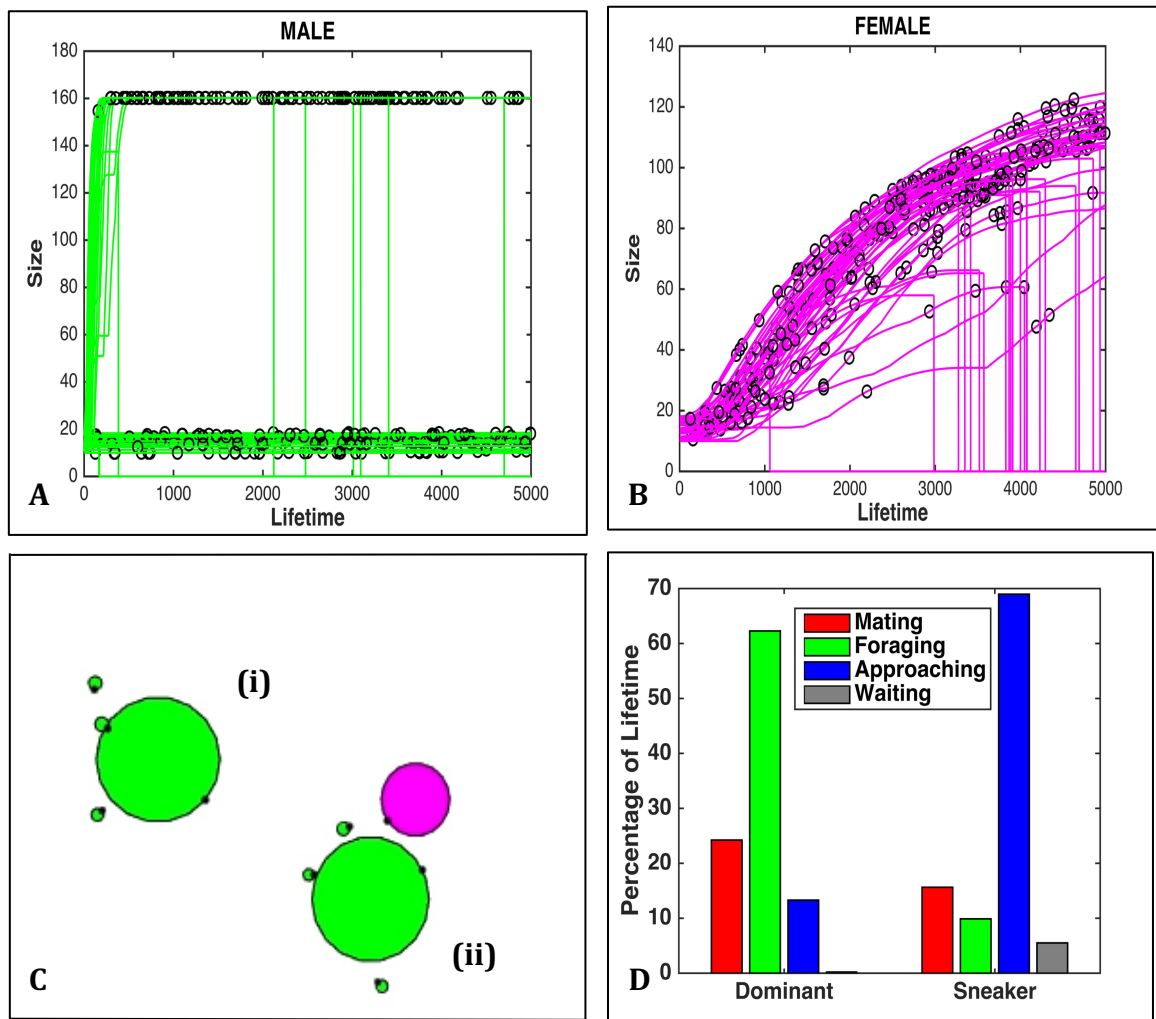 MALE
180
160
140
120
100
80
60
40
20
0
Size
0 1000 2000 3000 4000 5000
Lifetime
A
FEMALE
140
120
100
80
60
40
20
0
Size
0 1000 2000 3000 4000 5000
Lifetime
B
(i)
(ii)
C
70
60
50
40
30
20
10
0
Percentage of Lifetime
Mating
Foraging
Approaching
Waiting
Dominant Sneaker
D